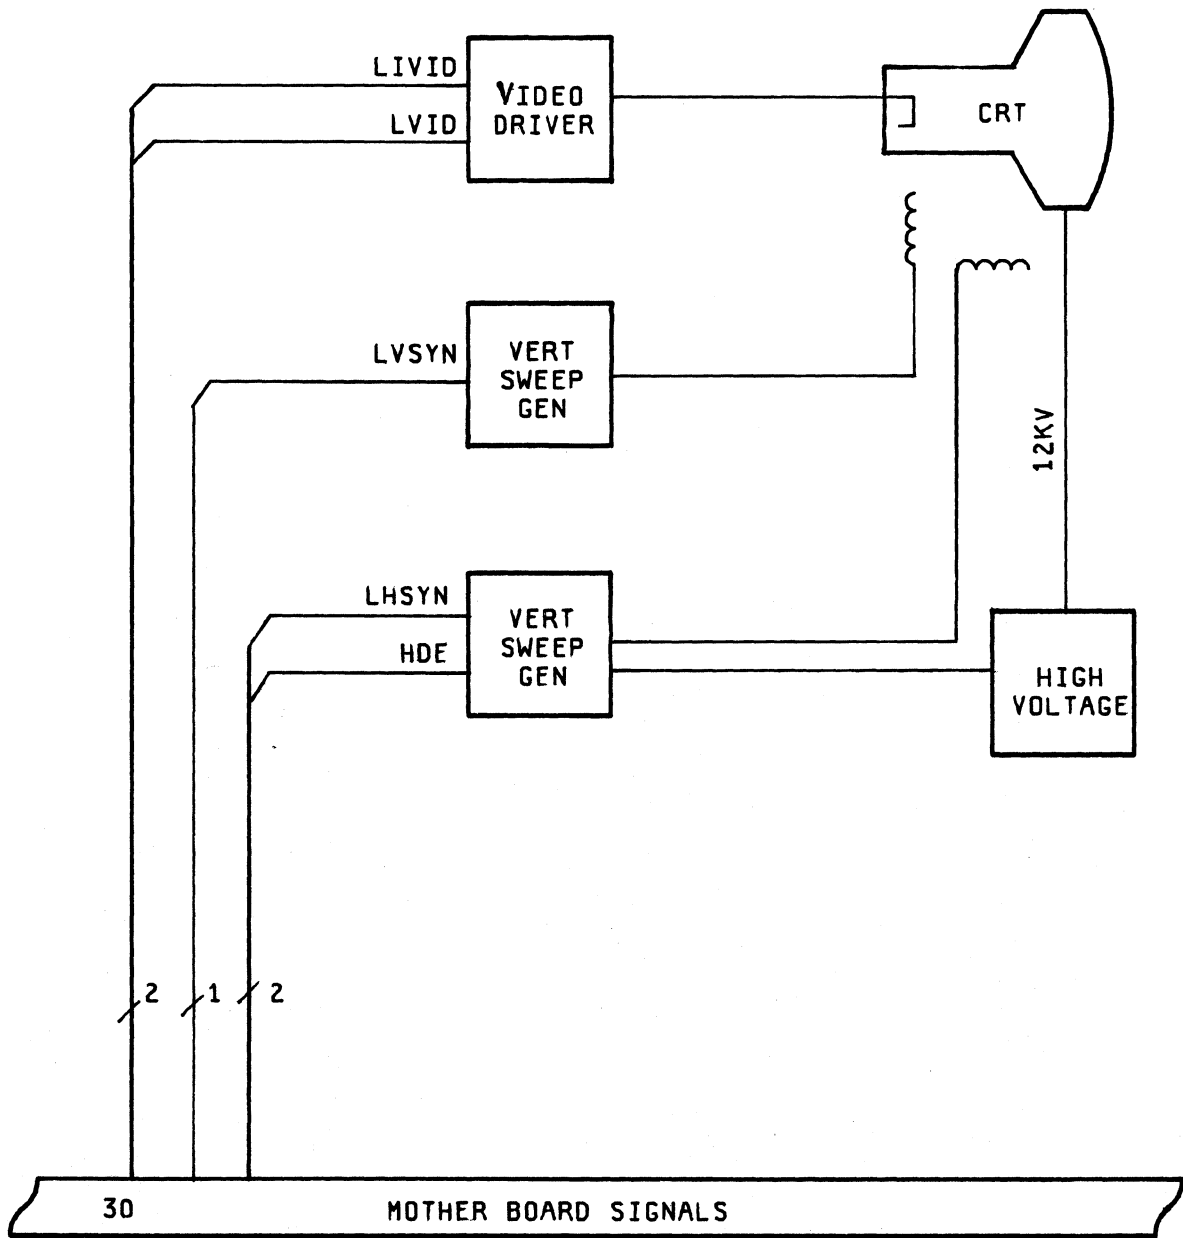 LIVID
LVID
VIDEO
DRIVER
CRT
LVSYN
VERT
SWEEP
GEN
12KV
LHSYN
HDE
VERT
SWEEP
GEN
HIGH
VOLTAGE
2
1
2
30
MOTHER BOARD SIGNALS